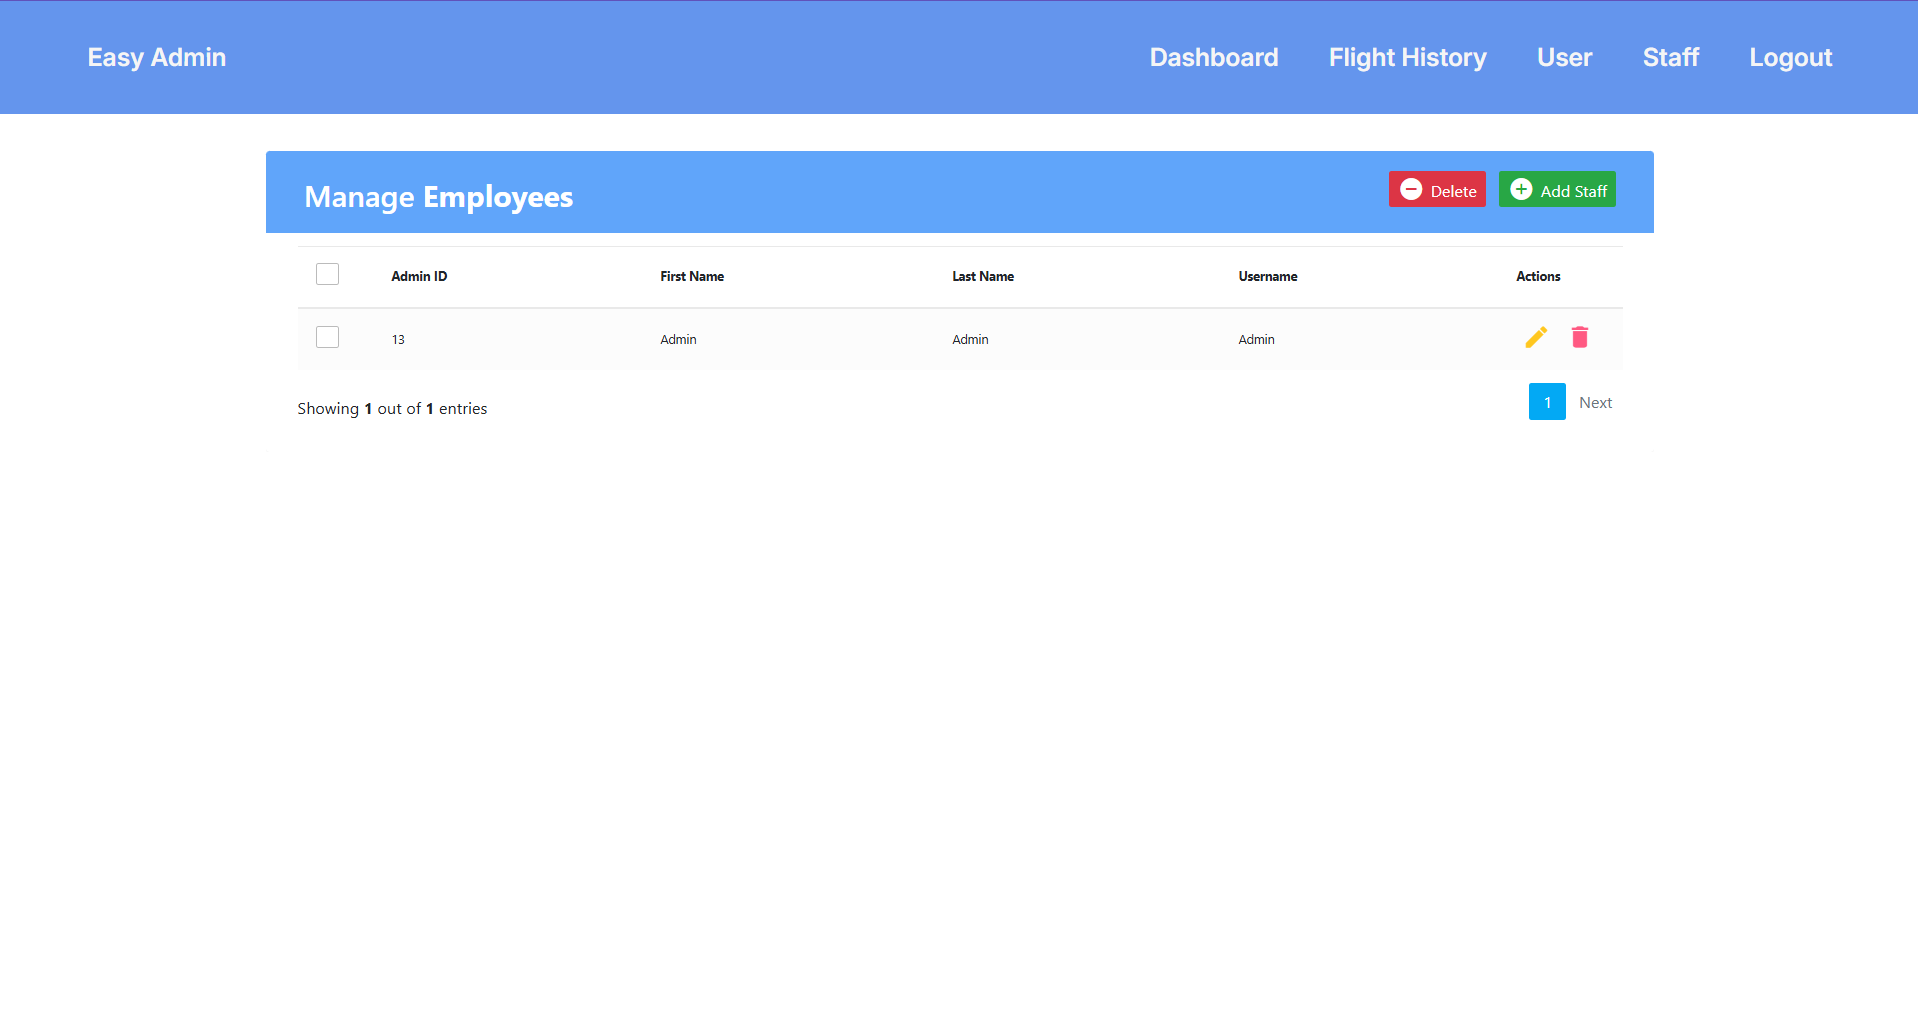 Easy Admin Dashboard Flight History User Staff Logout
Manage Employees Delete Add Staff
Admin ID First Name Last Name Username Actions
13 Admin Admin Admin
Showing 1 out of 1 entries 1 Next